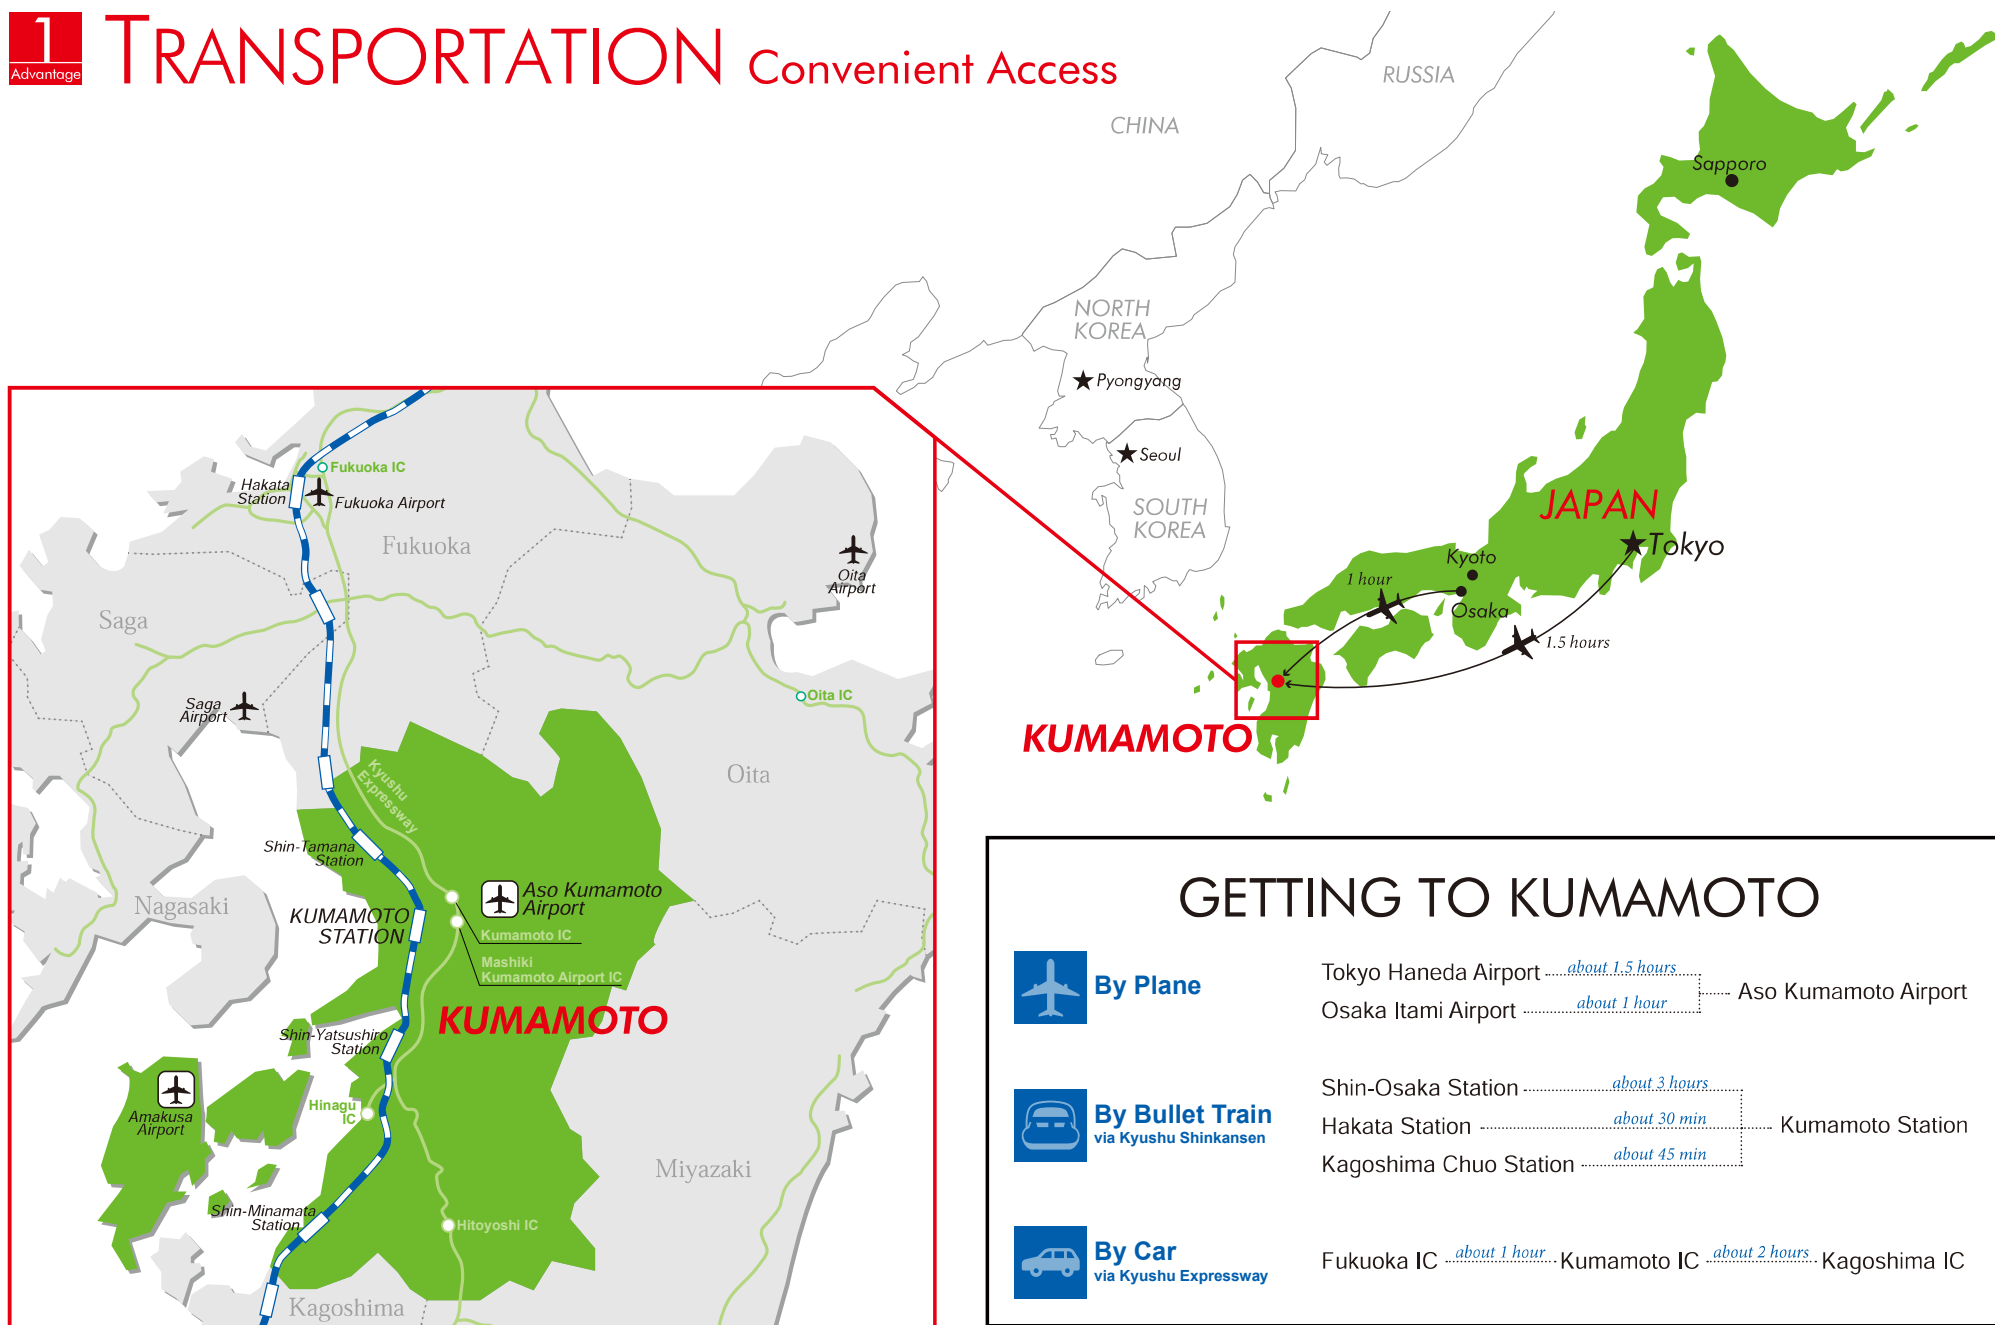 1
Advantage
TRANSPORTATION Convenient Access
RUSSIA
CHINA
Sapporo
NORTH
KOREA
Pyongyang
Seoul
SOUTH
KOREA
JAPAN
Tokyo
Kyoto
1 hour
Osaka
1.5 hours
KUMAMOTO
Fukuoka IC
Hakata
Station
Fukuoka Airport
Fukuoka
Oita
Airport
Saga
Saga
Airport
Oita IC
Oita
Kyushu
Expressway
Shin-Tamana
Station
Nagasaki
KUMAMOTO
STATION
Aso Kumamoto
Airport
Kumamoto IC
Mashiki
Kumamoto Airport IC
KUMAMOTO
Shin-Yatsushiro
Station
Hinagu
IC
Amakusa
Airport
Miyazaki
Shin-Minamata
Station
Hitoyoshi IC
Kagoshima
GETTING TO KUMAMOTO
By Plane
Tokyo Haneda Airport about 1.5 hours
Osaka Itami Airport about 1 hour
Aso Kumamoto Airport
By Bullet Train
via Kyushu Shinkansen
Shin-Osaka Station about 3 hours
Hakata Station about 30 min
Kagoshima Chuo Station about 45 min
Kumamoto Station
By Car
via Kyushu Expressway
Fukuoka IC about 1 hour Kumamoto IC about 2 hours Kagoshima IC